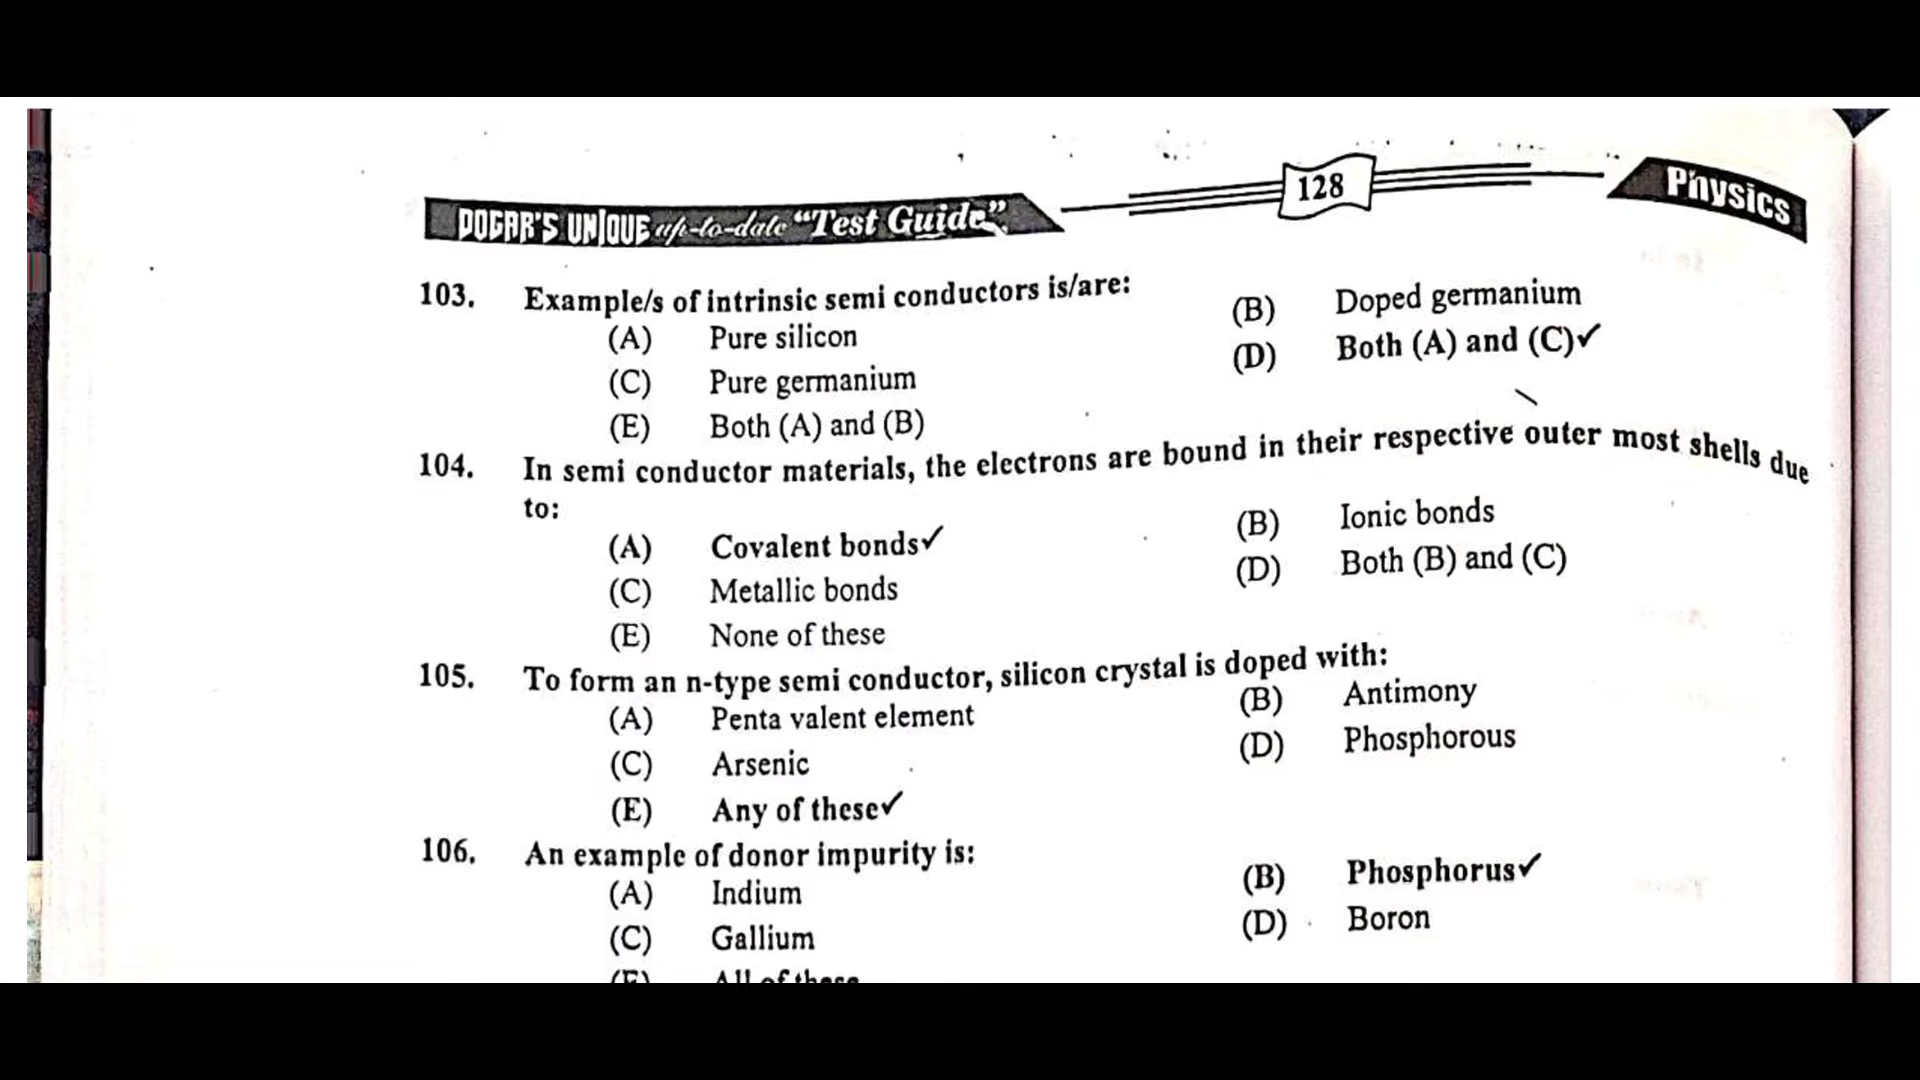 DOGAR'S UNIQUE up-to-date "Test Guide"
128
Physics
103. Example/s of intrinsic semi conductors is/are:
(A) Pure silicon (B) Doped germanium
(C) Pure germanium (D) Both (A) and (C)✓
(E) Both (A) and (B)
104. In semi conductor materials, the electrons are bound in their respective outer most shells due
to:
(A) Covalent bonds✓ (B) Ionic bonds
(C) Metallic bonds (D) Both (B) and (C)
(E) None of these
105. To form an n-type semi conductor, silicon crystal is doped with:
(A) Penta valent element (B) Antimony
(C) Arsenic (D) Phosphorous
(E) Any of these✓
106. An example of donor impurity is:
(A) Indium (B) Phosphorus✓
(C) Gallium (D) Boron
(E) All of these